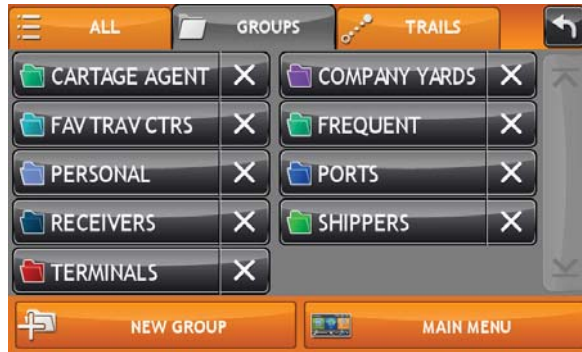 ALL GROUPS TRAILS
CARTAGE AGENT COMPANY YARDS
FAV TRAV CTRS FREQUENT
PERSONAL PORTS
RECEIVERS SHIPPERS
TERMINALS
NEW GROUP MAIN MENU